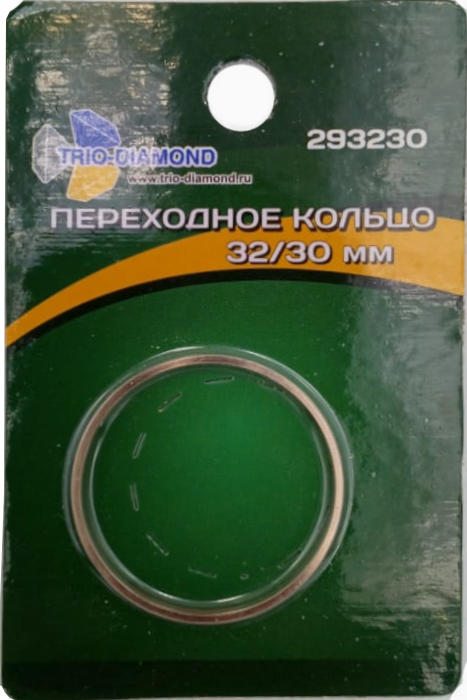 293230
TRIO-DIAMOND
www.trio-diamond.ru
ПЕРЕХОДНОЕ КОЛЬЦО
32/30 мм